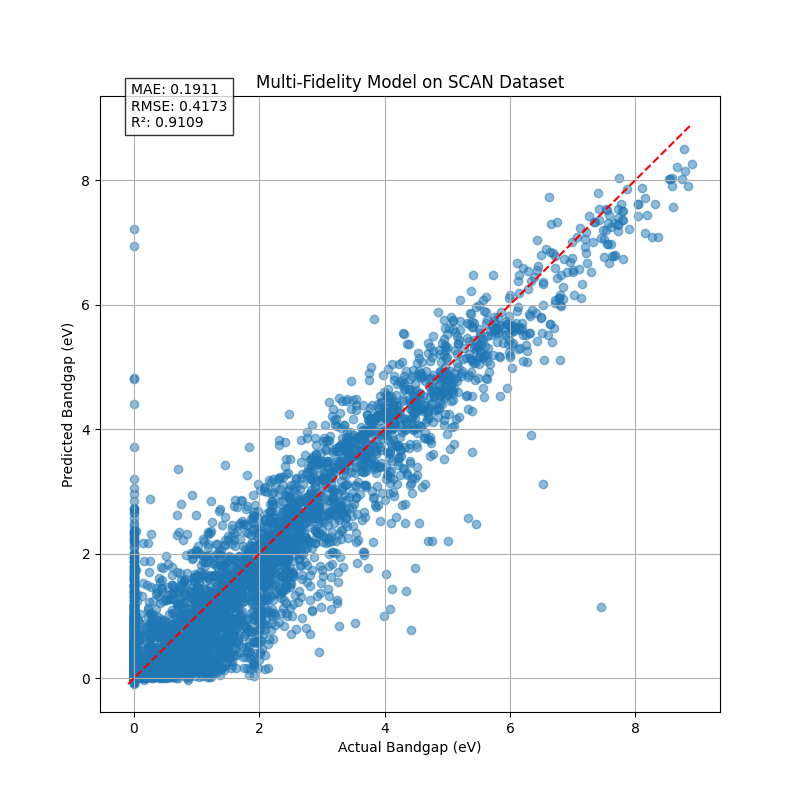 MAE: 0.1911
RMSE: 0.4173
R²: 0.9109
Multi-Fidelity Model on SCAN Dataset
Predicted Bandgap (eV)
8
6
4
2
0
0 2 4 6 8
Actual Bandgap (eV)